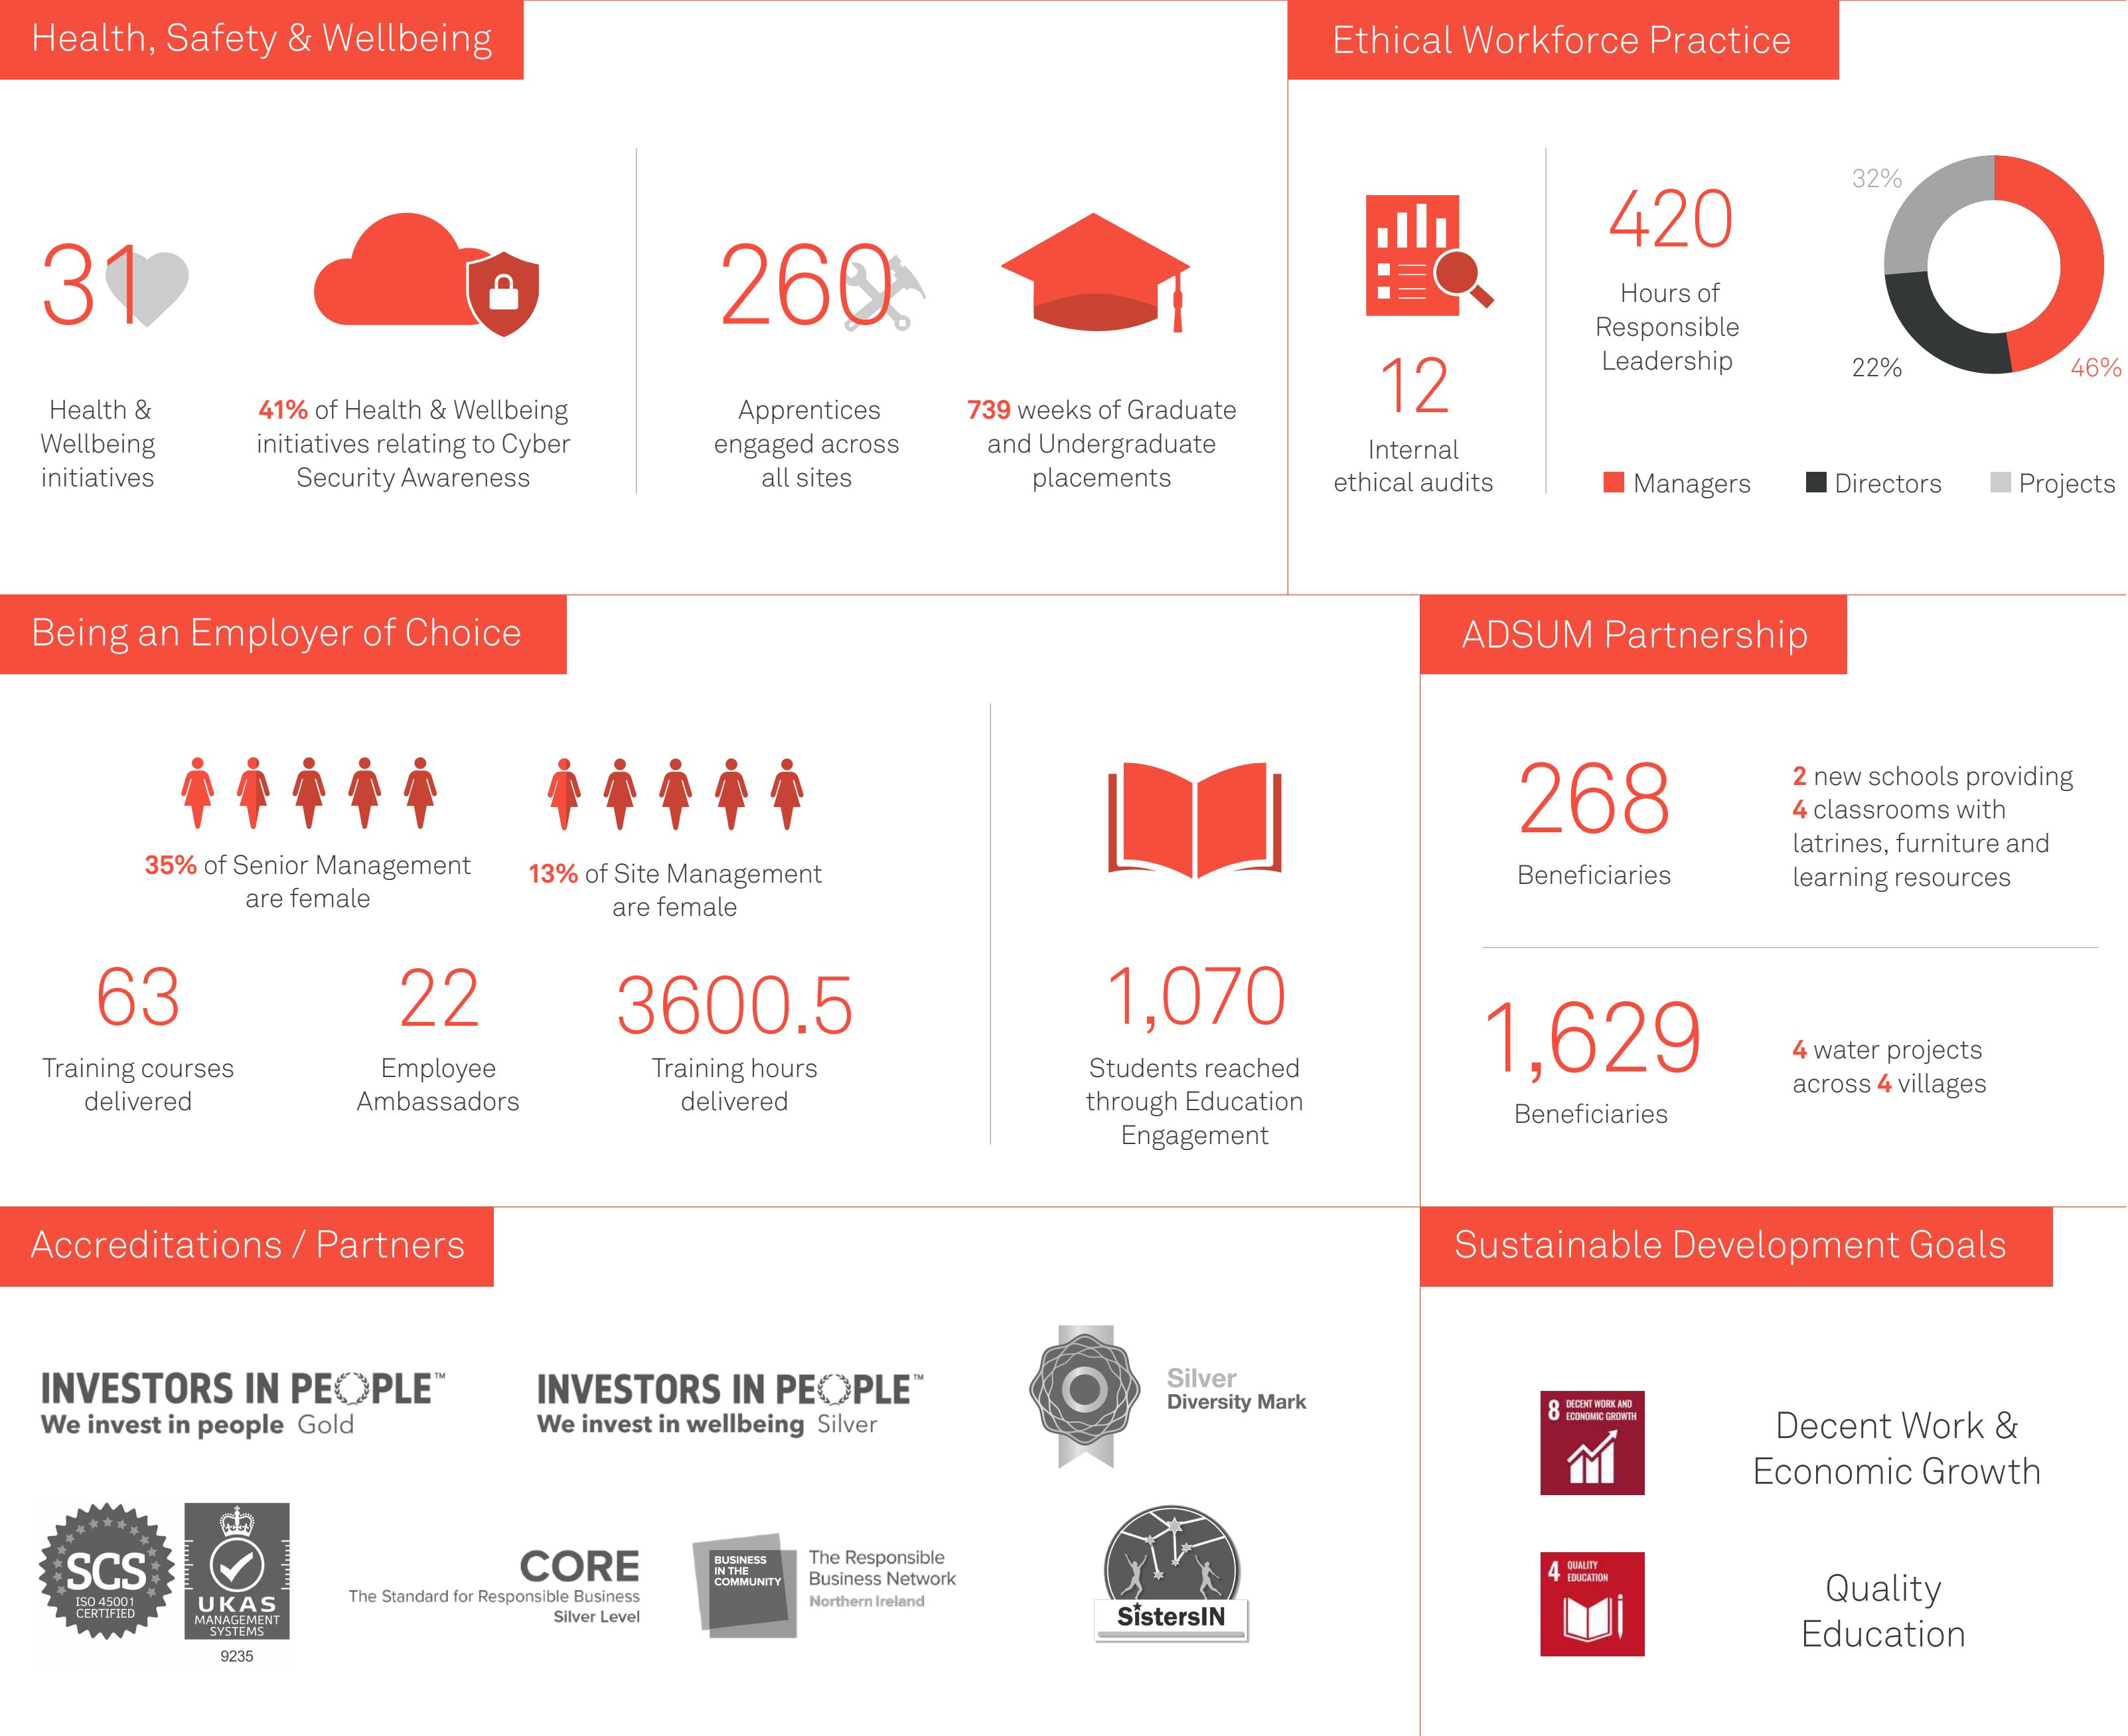 Health, Safety & Wellbeing
31
Health &
Wellbeing
initiatives
41% of Health & Wellbeing
initiatives relating to Cyber
Security Awareness
260
Apprentices
engaged across
all sites
739 weeks of Graduate
and Undergraduate
placements
Ethical Workforce Practice
12
Internal
ethical audits
420
Hours of
Responsible
Leadership
32%
22%
46%
Managers
Directors
Projects
Being an Employer of Choice
35% of Senior Management
are female
13% of Site Management
are female
63
Training courses
delivered
22
Employee
Ambassadors
3600.5
Training hours
delivered
1,070
Students reached
through Education
Engagement
ADSUM Partnership
268
Beneficiaries
2 new schools providing
4 classrooms with
latrines, furniture and
learning resources
1,629
Beneficiaries
4 water projects
across 4 villages
Accreditations / Partners
INVESTORS IN PEOPLE™
We invest in people Gold
INVESTORS IN PEOPLE™
We invest in wellbeing Silver
Silver
Diversity Mark
SCS
ISO 45001
CERTIFIED
UKAS
MANAGEMENT
SYSTEMS
9235
CORE
The Standard for Responsible Business
Silver Level
BUSINESS
IN THE
COMMUNITY
The Responsible
Business Network
Northern Ireland
SistersIN
Sustainable Development Goals
8 DECENT WORK AND
ECONOMIC GROWTH
Decent Work &
Economic Growth
4 QUALITY
EDUCATION
Quality
Education